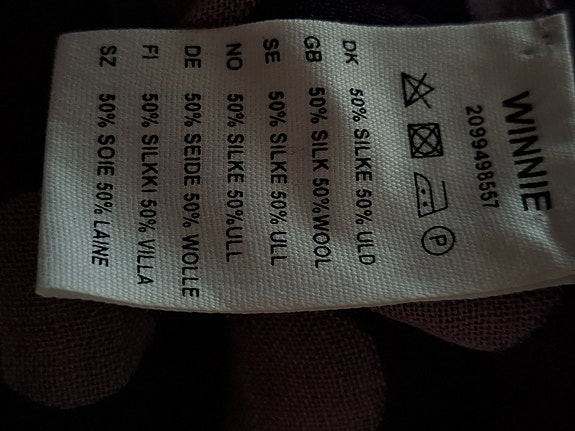 WINNIE
2099498557
P
DK 50% SILKE 50% ULD
GB 50% SILK 50%WOOL
SE 50% SILKE 50% ULL
NO 50% SILKE 50%ULL
DE 50% SEIDE 50% WOLLE
FI 50% SILKKI 50% VILLA
SZ 50% SOIE 50% LAINE